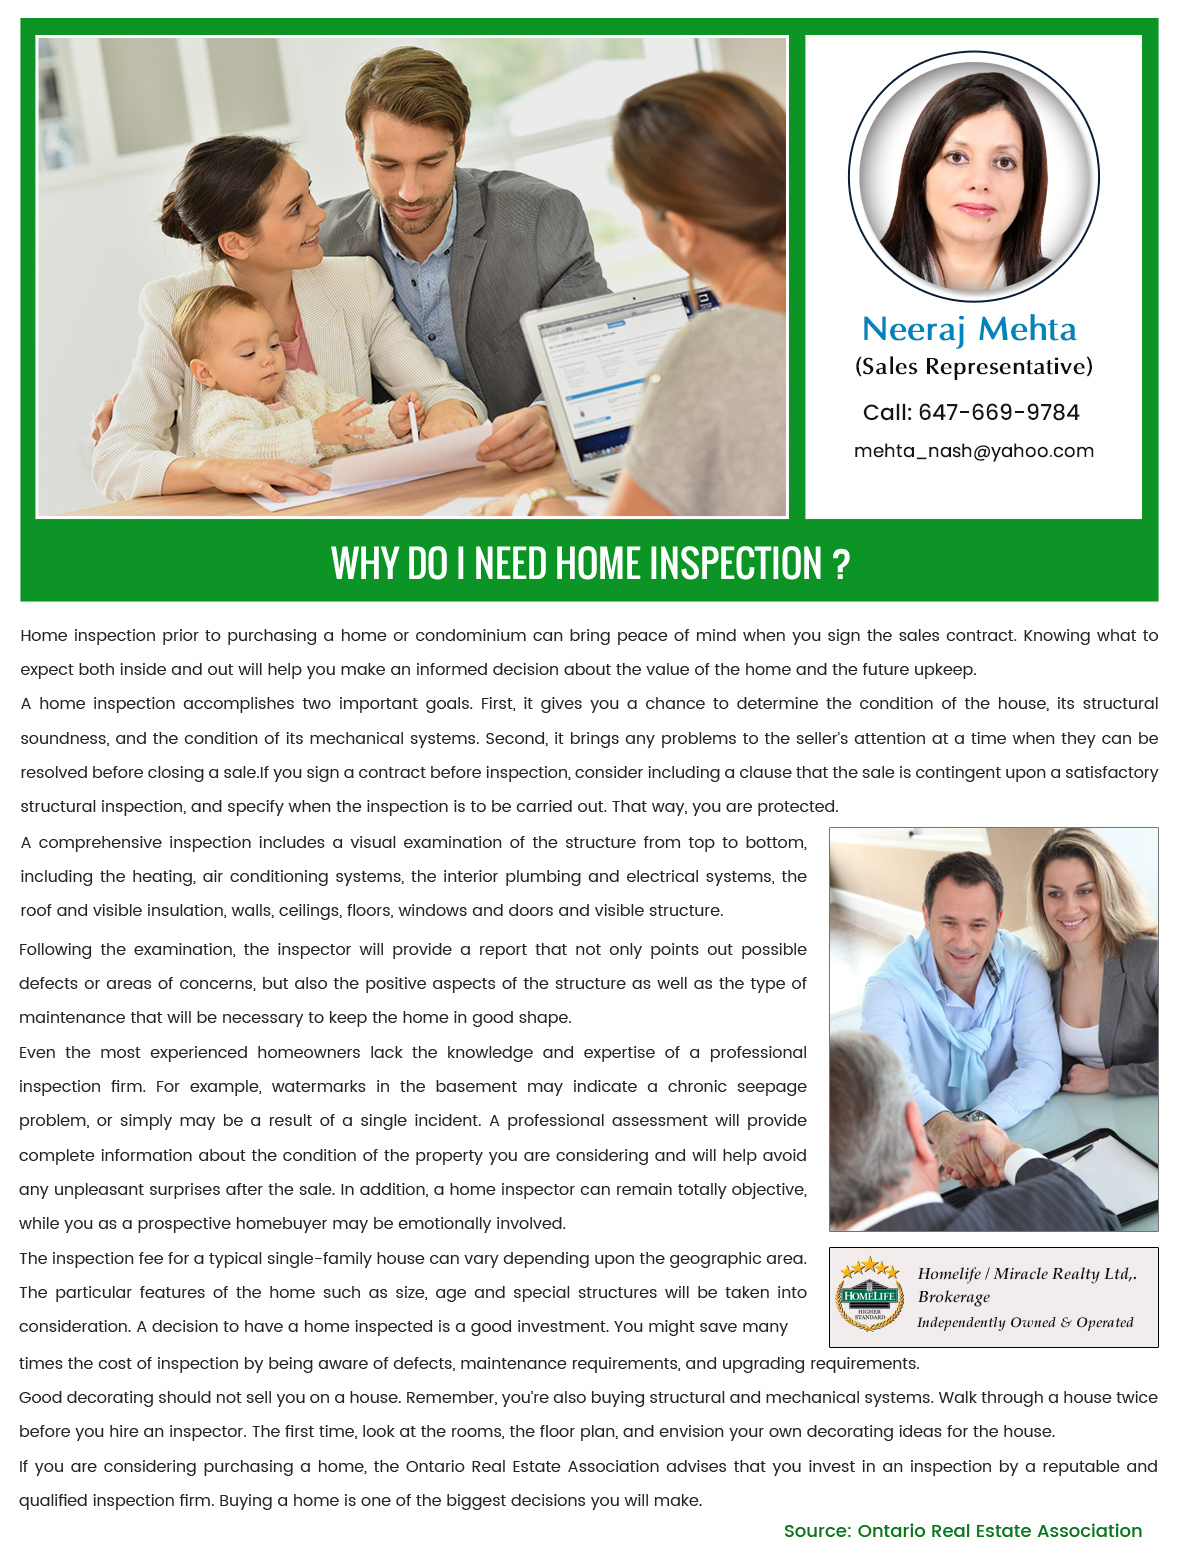 Neeraj Mehta
(Sales Representative)
Call: 647-669-9784
mehta_nash@yahoo.com
WHY DO I NEED HOME INSPECTION ?
Home inspection prior to purchasing a home or condominium can bring peace of mind when you sign the sales contract. Knowing what to
expect both inside and out will help you make an informed decision about the value of the home and the future upkeep.
A home inspection accomplishes two important goals. First, it gives you a chance to determine the condition of the house, its structural
soundness, and the condition of its mechanical systems. Second, it brings any problems to the seller's attention at a time when they can be
resolved before closing a sale.If you sign a contract before inspection, consider including a clause that the sale is contingent upon a satisfactory
structural inspection, and specify when the inspection is to be carried out. That way, you are protected.
A comprehensive inspection includes a visual examination of the structure from top to bottom,
including the heating, air conditioning systems, the interior plumbing and electrical systems, the
roof and visible insulation, walls, ceilings, floors, windows and doors and visible structure.
Following the examination, the inspector will provide a report that not only points out possible
defects or areas of concerns, but also the positive aspects of the structure as well as the type of
maintenance that will be necessary to keep the home in good shape.
Even the most experienced homeowners lack the knowledge and expertise of a professional
inspection firm. For example, watermarks in the basement may indicate a chronic seepage
problem, or simply may be a result of a single incident. A professional assessment will provide
complete information about the condition of the property you are considering and will help avoid
any unpleasant surprises after the sale. In addition, a home inspector can remain totally objective,
while you as a prospective homebuyer may be emotionally involved.
The inspection fee for a typical single-family house can vary depending upon the geographic area.
The particular features of the home such as size, age and special structures will be taken into
consideration. A decision to have a home inspected is a good investment. You might save many
times the cost of inspection by being aware of defects, maintenance requirements, and upgrading requirements.
Good decorating should not sell you on a house. Remember, you're also buying structural and mechanical systems. Walk through a house twice
before you hire an inspector. The first time, look at the rooms, the floor plan, and envision your own decorating ideas for the house.
If you are considering purchasing a home, the Ontario Real Estate Association advises that you invest in an inspection by a reputable and
qualified inspection firm. Buying a home is one of the biggest decisions you will make.
HOMELIFE
HIGHER
STANDARD
Homelife / Miracle Realty Ltd,.
Brokerage
Independently Owned & Operated
Source: Ontario Real Estate Association